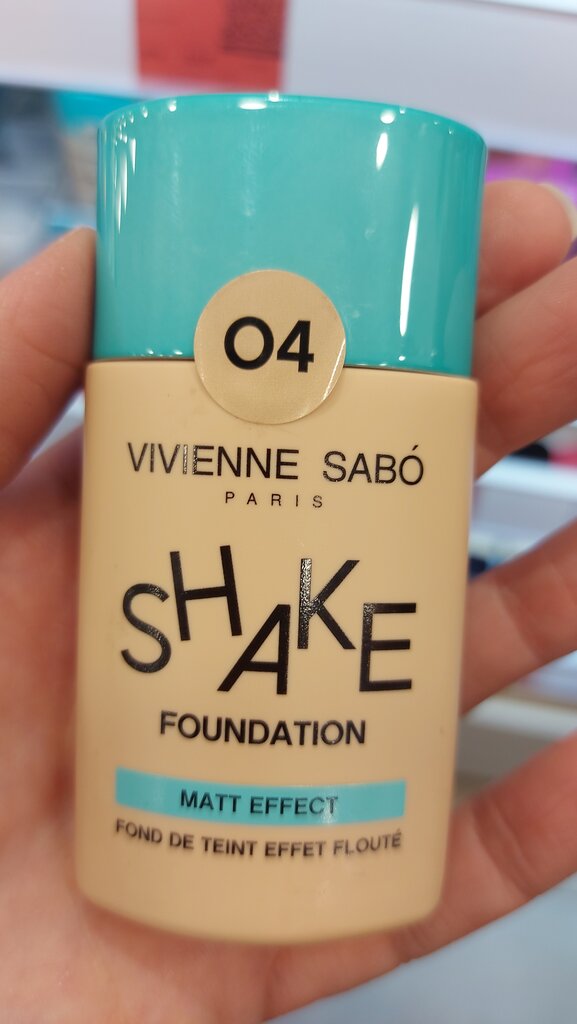 04
VIVIENNE SABÓ
PARIS
SHAKE
FOUNDATION
MATT EFFECT
FOND DE TEINT EFFET FLOUTÉ